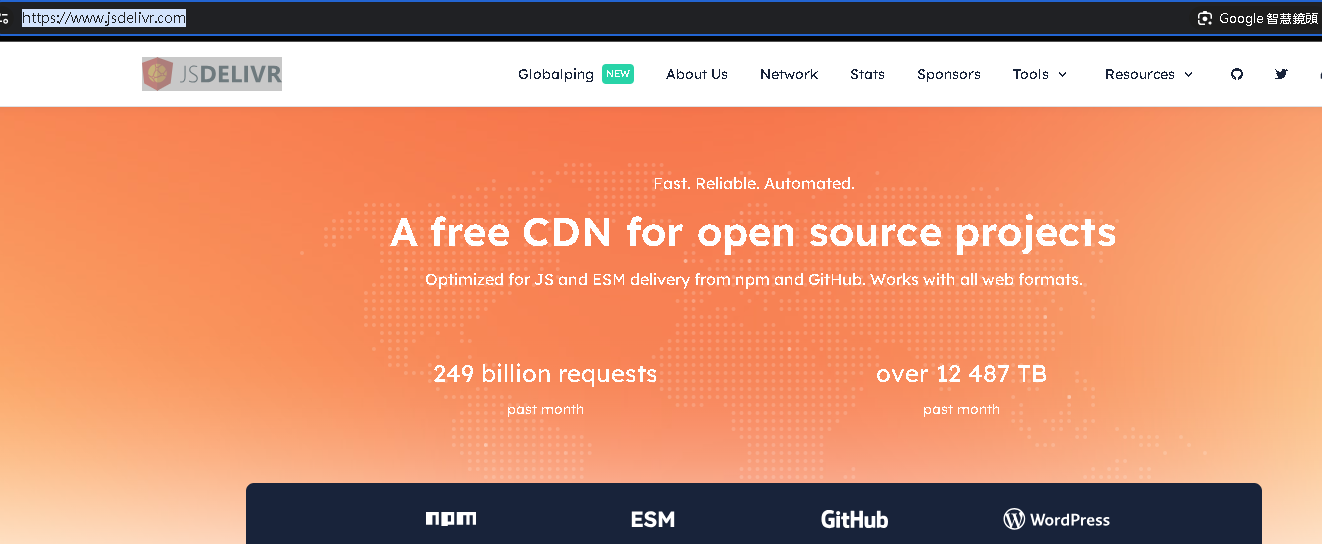 https://www.jsdelivr.com
Google 智慧鏡頭
JSDELIVR
Globalping NEW About Us Network Stats Sponsors Tools Resources
Fast. Reliable. Automated.
A free CDN for open source projects
Optimized for JS and ESM delivery from npm and GitHub. Works with all web formats.
249 billion requests
past month
over 12 487 TB
past month
npm ESM GitHub WordPress